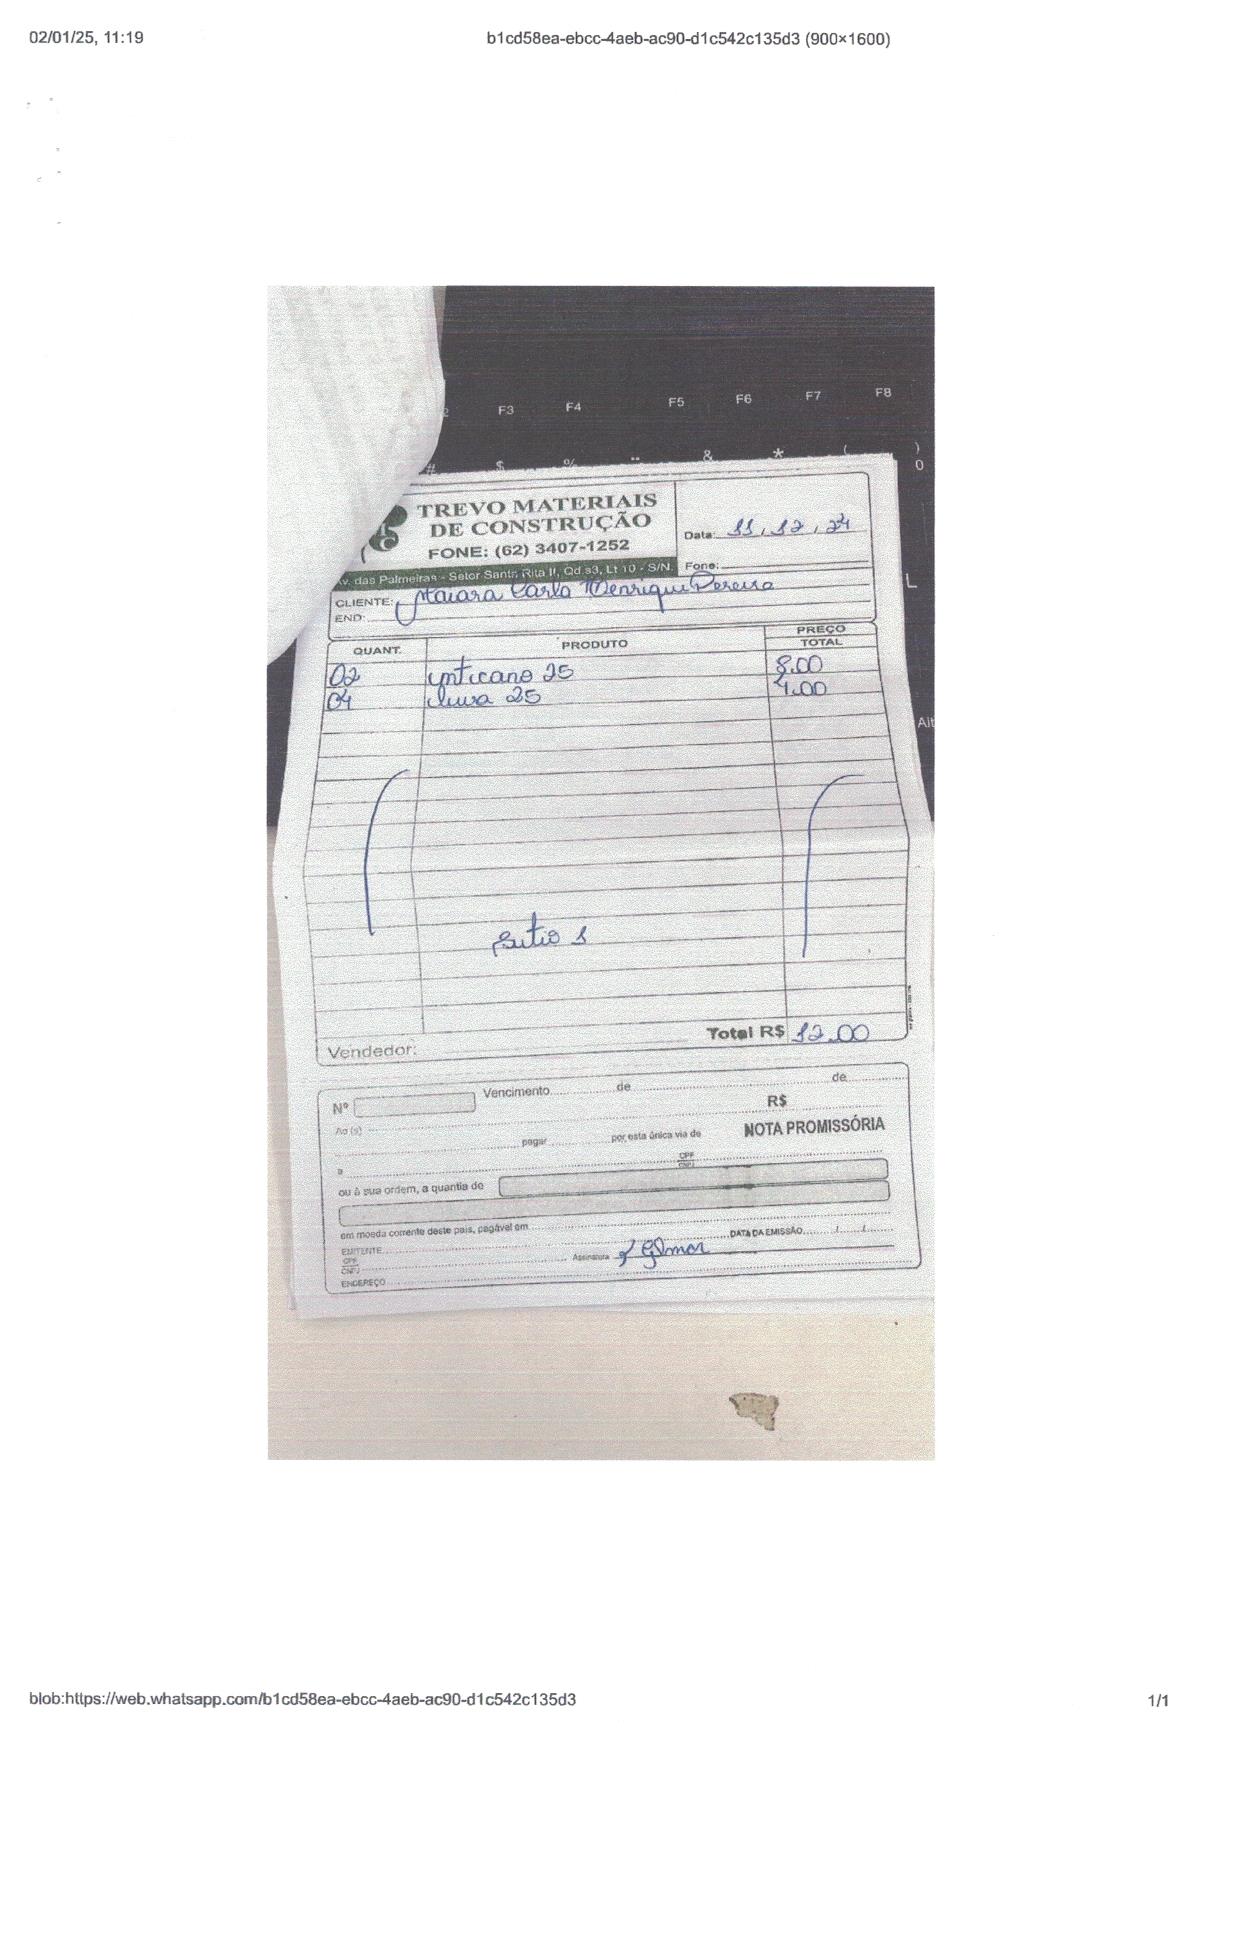 02/01/25, 11:19
b1cd58ea-ebcc-4aeb-ac90-d1c542c135d3 (900×1600)
F3 F4 F5 F6 F7 F8
# $ % & * ( )
0
L
Alt
TREVO MATERIAIS
DE CONSTRUÇÃO
FONE: (62) 3407-1252
Av. das Palmeiras - Setor Santa Rita II, Qd.s3, Lt 10 - S/N.
Data: 11, 12, 24
Fone:
CLIENTE: Maiara Carla Henrique Pereira
END:
QUANT. PRODUTO PREÇO TOTAL
02 25 8.00
04 luva 25 4.00
1
Total R$ 12.00
Vendedor:
Nº Vencimento de de
R$
Ao(s)
pagar por esta única via de NOTA PROMISSÓRIA
a CPF CNPJ
ou à sua ordem, a quantia de
em moeda corrente deste país, pagável em
EMITENTE DATA DA EMISSÃO / /
CPF CNPJ Assinatura Gilmar
ENDEREÇO
blob:https://web.whatsapp.com/b1cd58ea-ebcc-4aeb-ac90-d1c542c135d3
1/1